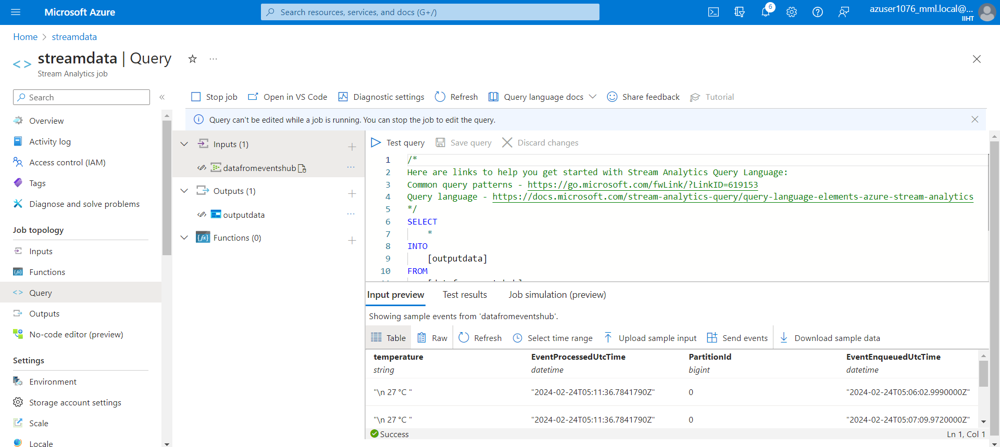 Microsoft Azure
Search resources, services, and docs (G+/)
6
azuser1076_mml.local@...
IIHT
Home > streamdata
streamdata | Query
Stream Analytics job
Search
Stop job
Open in VS Code
Diagnostic settings
Refresh
Query language docs
Share feedback
Tutorial
Query can't be edited while a job is running. You can stop the job to edit the query.
Overview
Activity log
Access control (IAM)
Tags
Diagnose and solve problems
Job topology
Inputs
Functions
Query
Outputs
No-code editor (preview)
Settings
Environment
Storage account settings
Scale
Locale
Inputs (1)
datafromeventshub
Outputs (1)
outputdata
Functions (0)
Test query
Save query
Discard changes
1 /*
2 Here are links to help you get started with Stream Analytics Query Language:
3 Common query patterns - https://go.microsoft.com/fwLink/?LinkID=619153
4 Query language - https://docs.microsoft.com/stream-analytics-query/query-language-elements-azure-stream-analytics
5 */
6 SELECT
7 *
8 INTO
9 [outputdata]
10 FROM
Input preview
Test results
Job simulation (preview)
Showing sample events from 'datafromeventshub'.
Table
Raw
Refresh
Select time range
Upload sample input
Send events
Download sample data
temperature EventProcessedUtcTime PartitionId EventEnqueuedUtcTime
string datetime bigint datetime
"\n 27 °C " "2024-02-24T05:11:36.7841790Z" 0 "2024-02-24T05:06:02.9990000Z"
"\n 27 °C " "2024-02-24T05:11:36.7841790Z" 0 "2024-02-24T05:07:09.9720000Z"
Success
Ln 1, Col 1